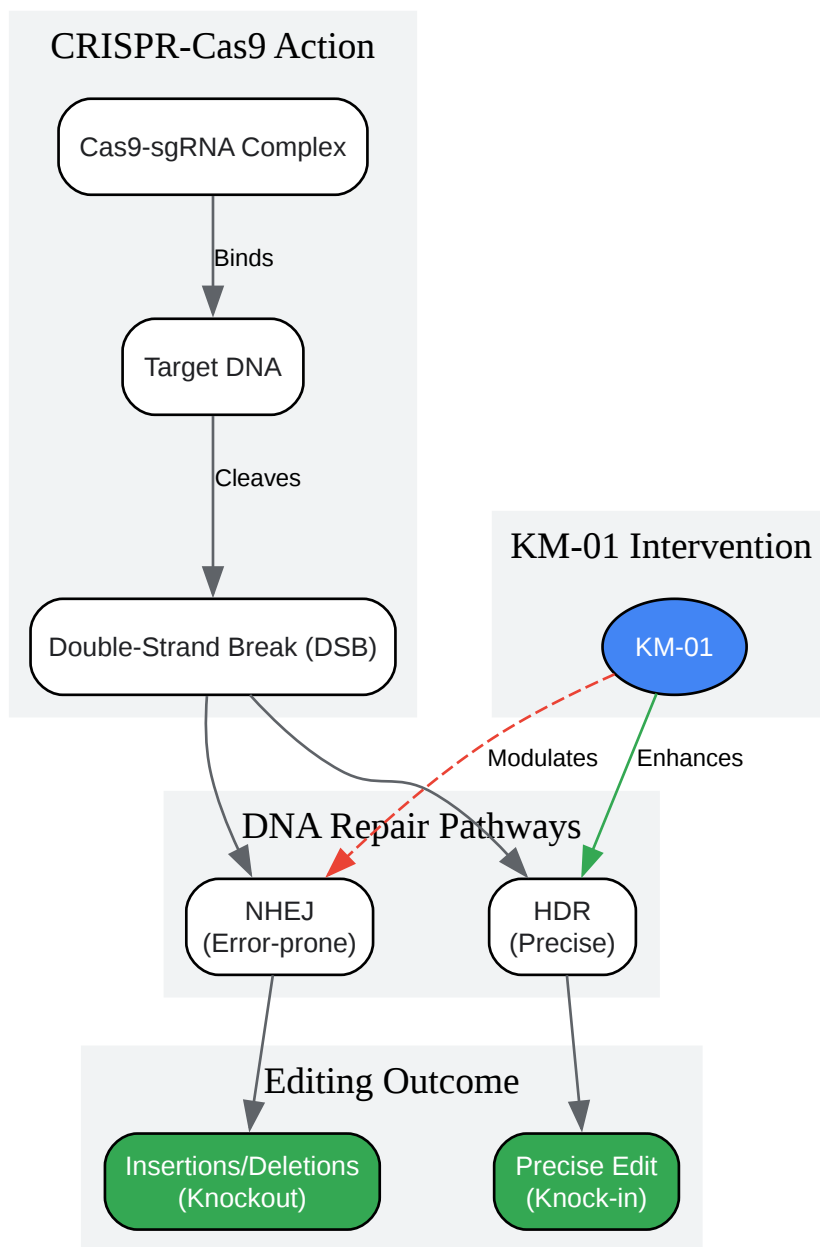 CRISPR-Cas9 Action
Cas9-sgRNA Complex
Binds
Target DNA
Cleaves
Double-Strand Break (DSB)
KM-01 Intervention
KM-01
Modulates
Enhances
DNA Repair Pathways
NHEJ
(Error-prone)
HDR
(Precise)
Editing Outcome
Insertions/Deletions
(Knockout)
Precise Edit
(Knock-in)